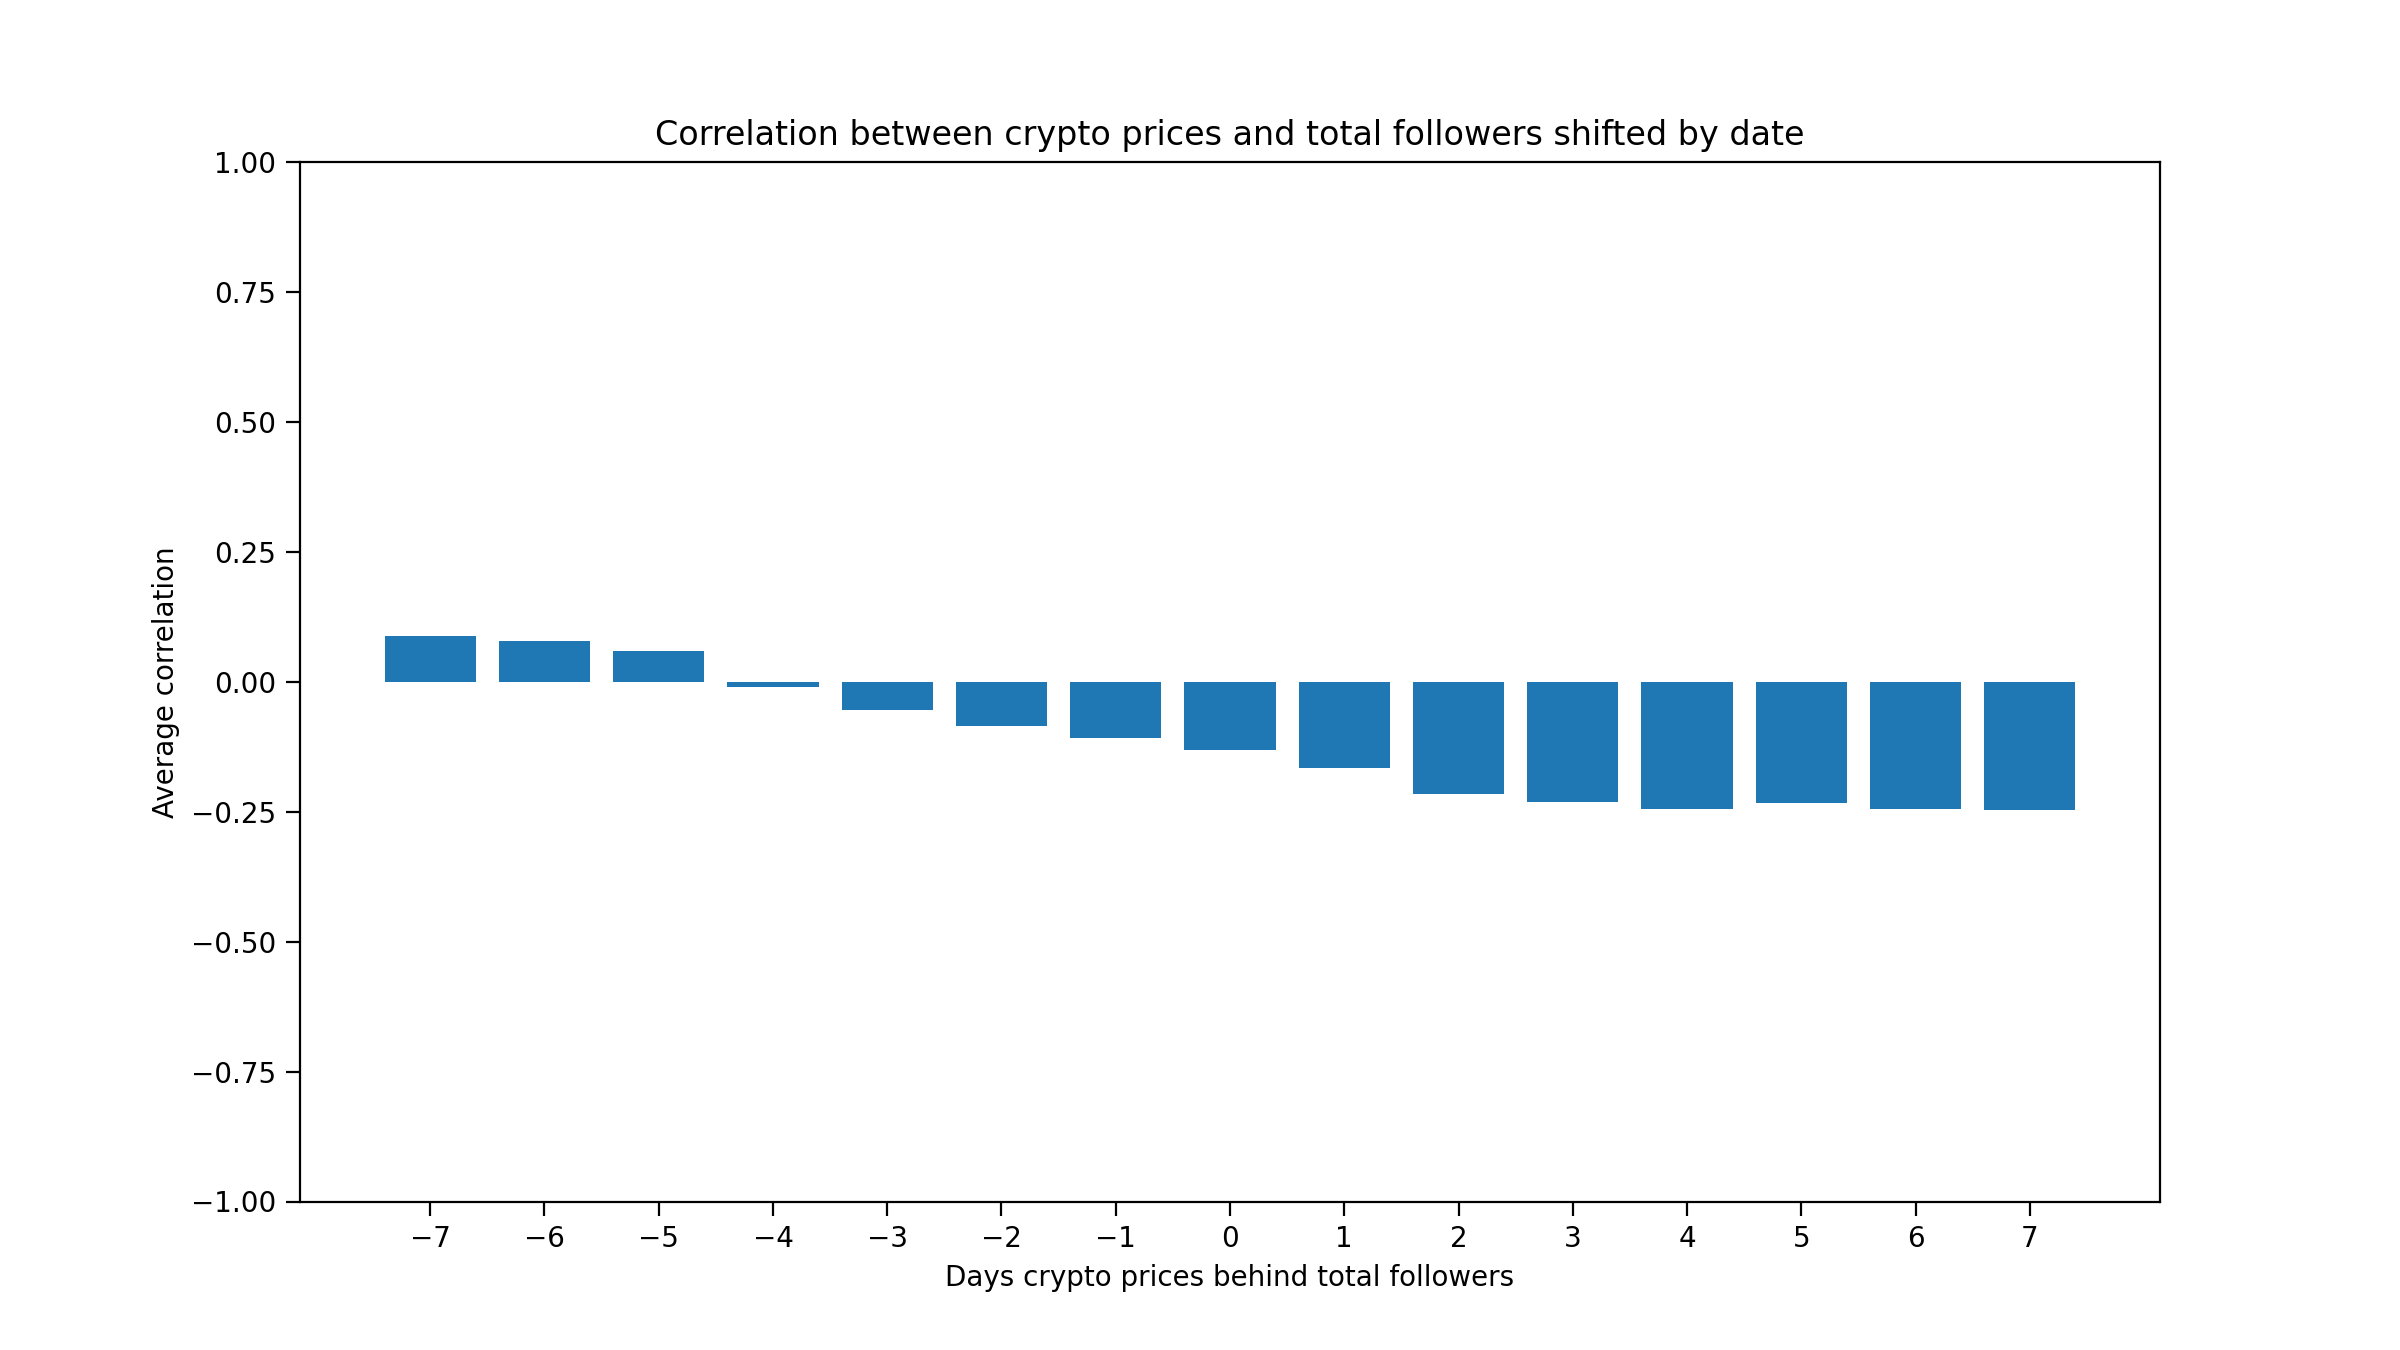 Correlation between crypto prices and total followers shifted by date
1.00
0.75
0.50
0.25
0.00
−0.25
−0.50
−0.75
−1.00
Average correlation
−7 −6 −5 −4 −3 −2 −1 0 1 2 3 4 5 6 7
Days crypto prices behind total followers